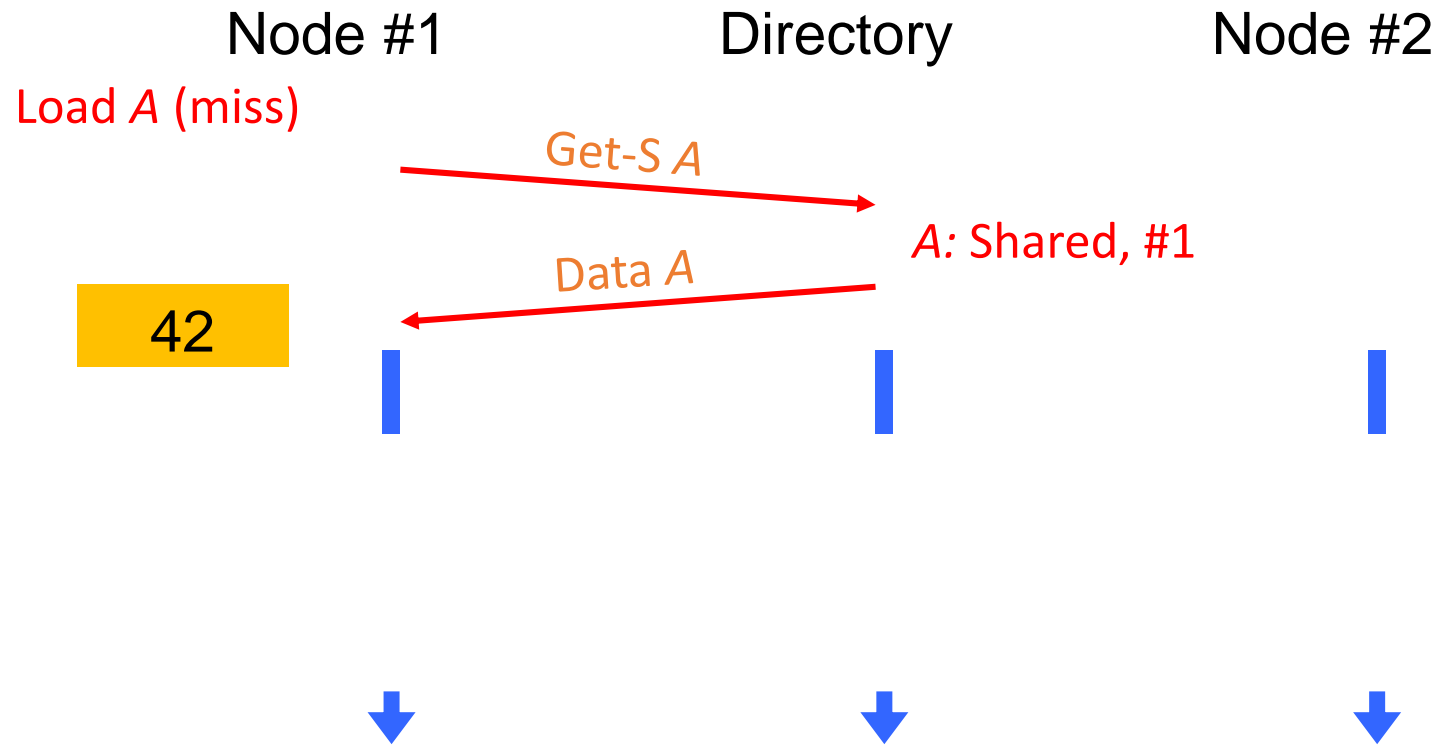 Node #1
Directory
Node #2
Load A (miss)
Get-S A
A: Shared, #1
Data A
42